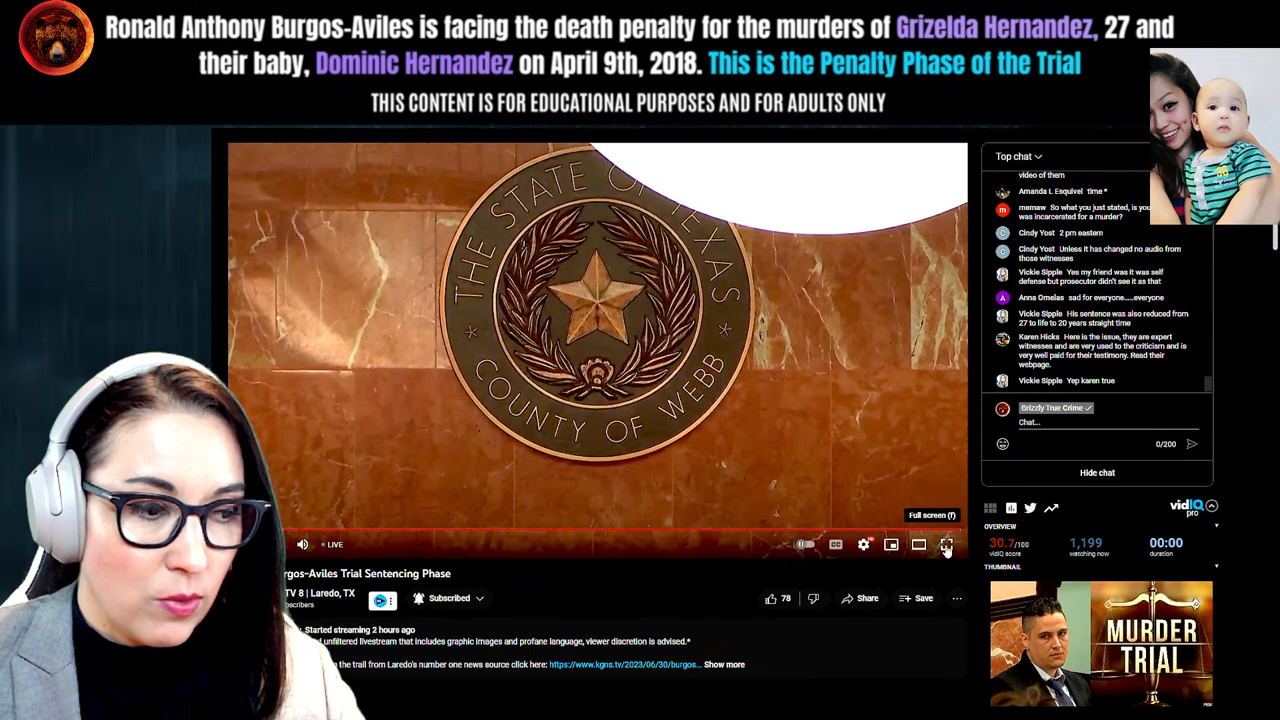 Ronald Anthony Burgos-Aviles is facing the death penalty for the murders of Grizelda Hernandez, 27 and
their baby, Dominic Hernandez on April 9th, 2018. This is the Penalty Phase of the Trial
THIS CONTENT IS FOR EDUCATIONAL PURPOSES AND FOR ADULTS ONLY
THE STATE OF TEXAS
COUNTY OF WEBB
Full screen (f)
LIVE
CC
rgos-Aviles Trial Sentencing Phase
TV 8 | Laredo, TX
scribers
Subscribed
78
Share
Save
Started streaming 2 hours ago
unfiltered livestream that includes graphic images and profane language, viewer discretion is advised.*
the trail from Laredo's number one news source click here: https://www.kgns.tv/2023/06/30/burgos... Show more
Top chat
video of them
Amanda L Esquivel time*
memaw So what you just stated, is you
was incarcerated for a murder?
Cindy Yost 2 pm eastern
Cindy Yost Unless it has changed no audio from
those witnesses
Vickie Sipple Yes my friend was it was self
defense but prosecutor didn't see it as that
Anna Ornelas sad for everyone.....everyone
Vickie Sipple His sentence was also reduced from
27 to life to 20 years straight time
Karen Hicks Here is the issue, they are expert
witnesses and are very used to the criticism and is
very well paid for their testimony. Read their
webpage.
Vickie Sipple Yep karen true
Grizzly True Crime
Chat...
0/200
Hide chat
vidIQ
pro
OVERVIEW
30.7/100
vidIQ score
1,199
watching now
00:00
duration
THUMBNAIL
MURDER
TRIAL